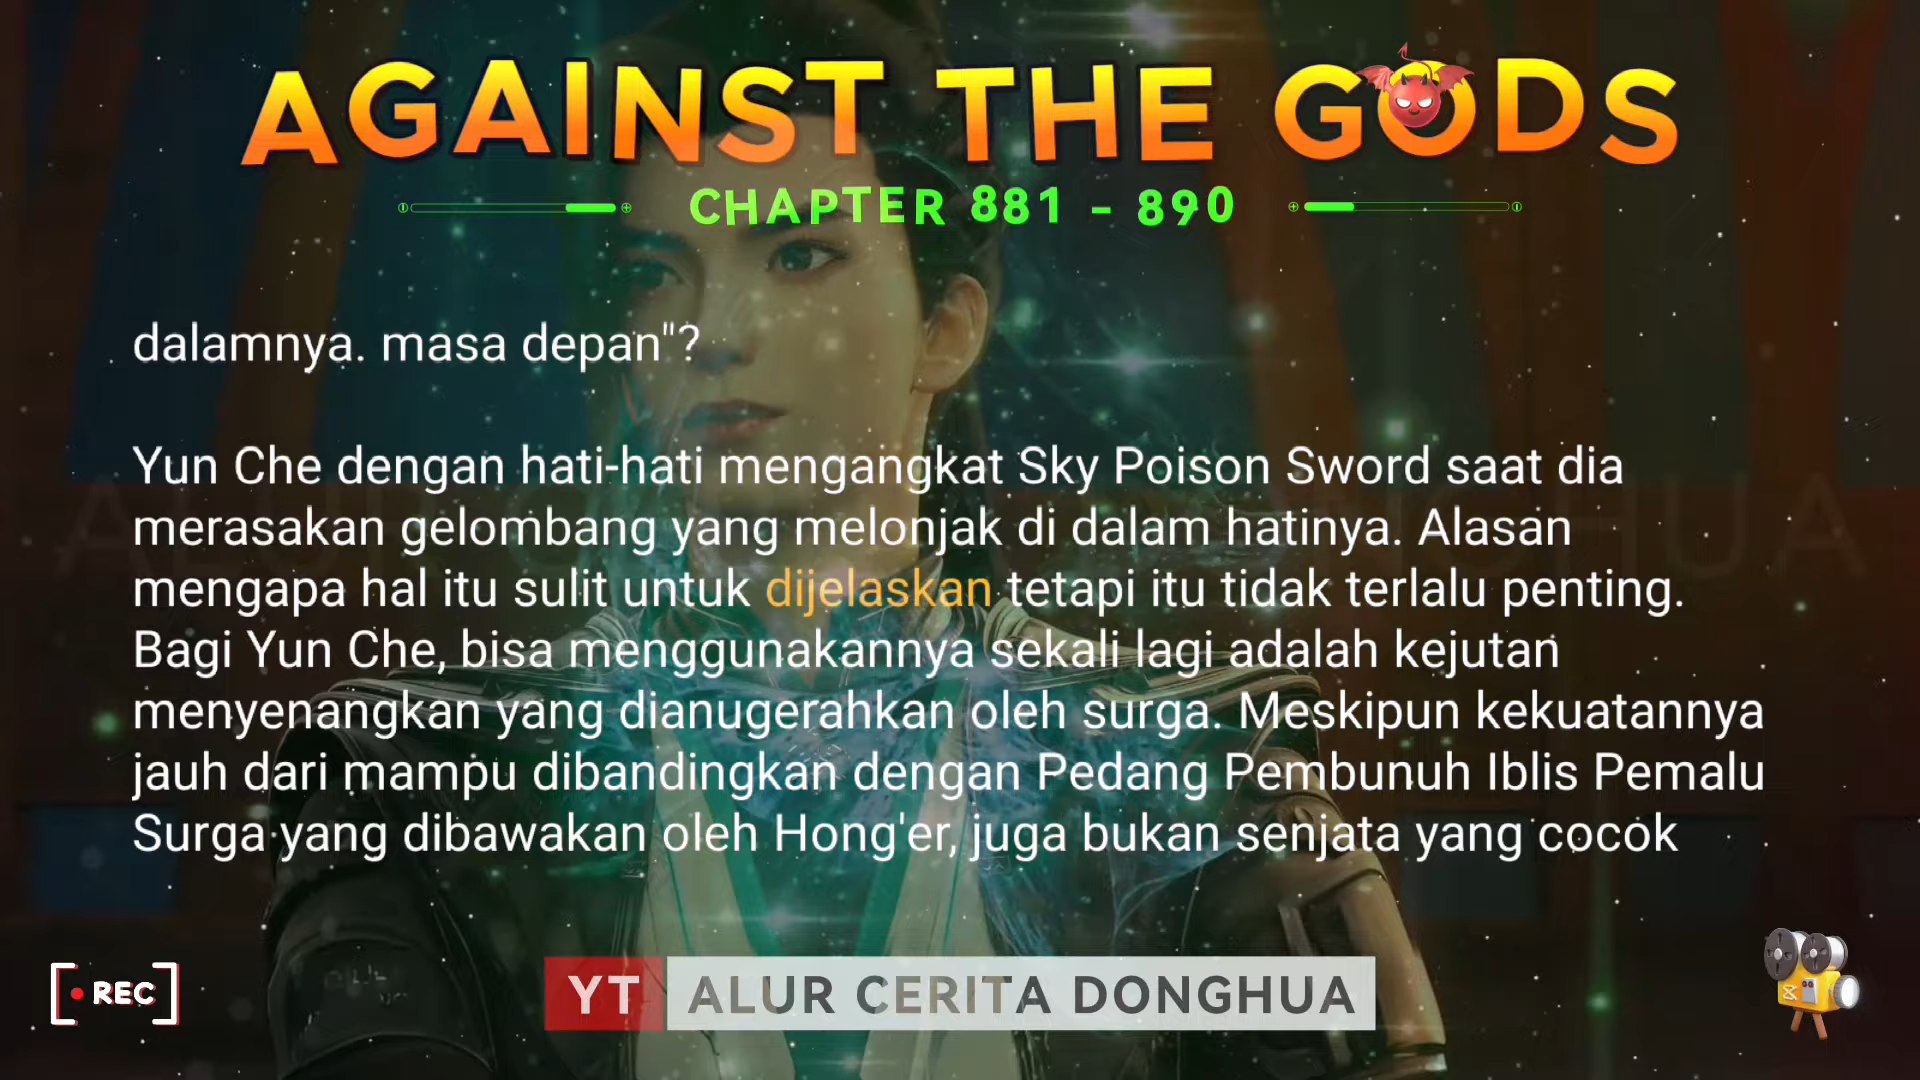 AGAINST THE GODS
CHAPTER 881 - 890
dalamnya. masa depan"?
Yun Che dengan hati-hati mengangkat Sky Poison Sword saat dia
merasakan gelombang yang melonjak di dalam hatinya. Alasan
mengapa hal itu sulit untuk dijelaskan tetapi itu tidak terlalu penting.
Bagi Yun Che, bisa menggunakannya sekali lagi adalah kejutan
menyenangkan yang dianugerahkan oleh surga. Meskipun kekuatannya
jauh dari mampu dibandingkan dengan Pedang Pembunuh Iblis Pemalu
Surga yang dibawakan oleh Hong'er, juga bukan senjata yang cocok
REC
YT ALUR CERITA DONGHUA